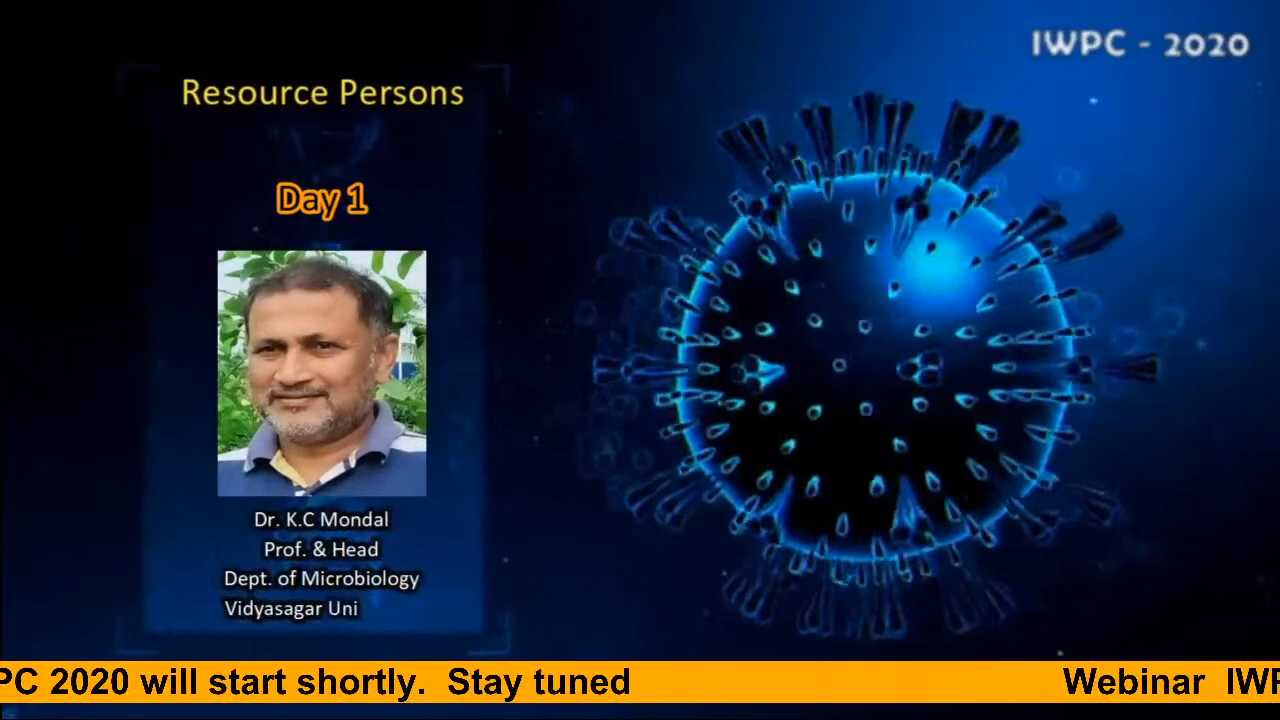 IWPC - 2020
Resource Persons
Day 1
Dr. K.C Mondal
Prof. & Head
Dept. of Microbiology
Vidyasagar Uni
PC 2020 will start shortly. Stay tuned
Webinar IWP